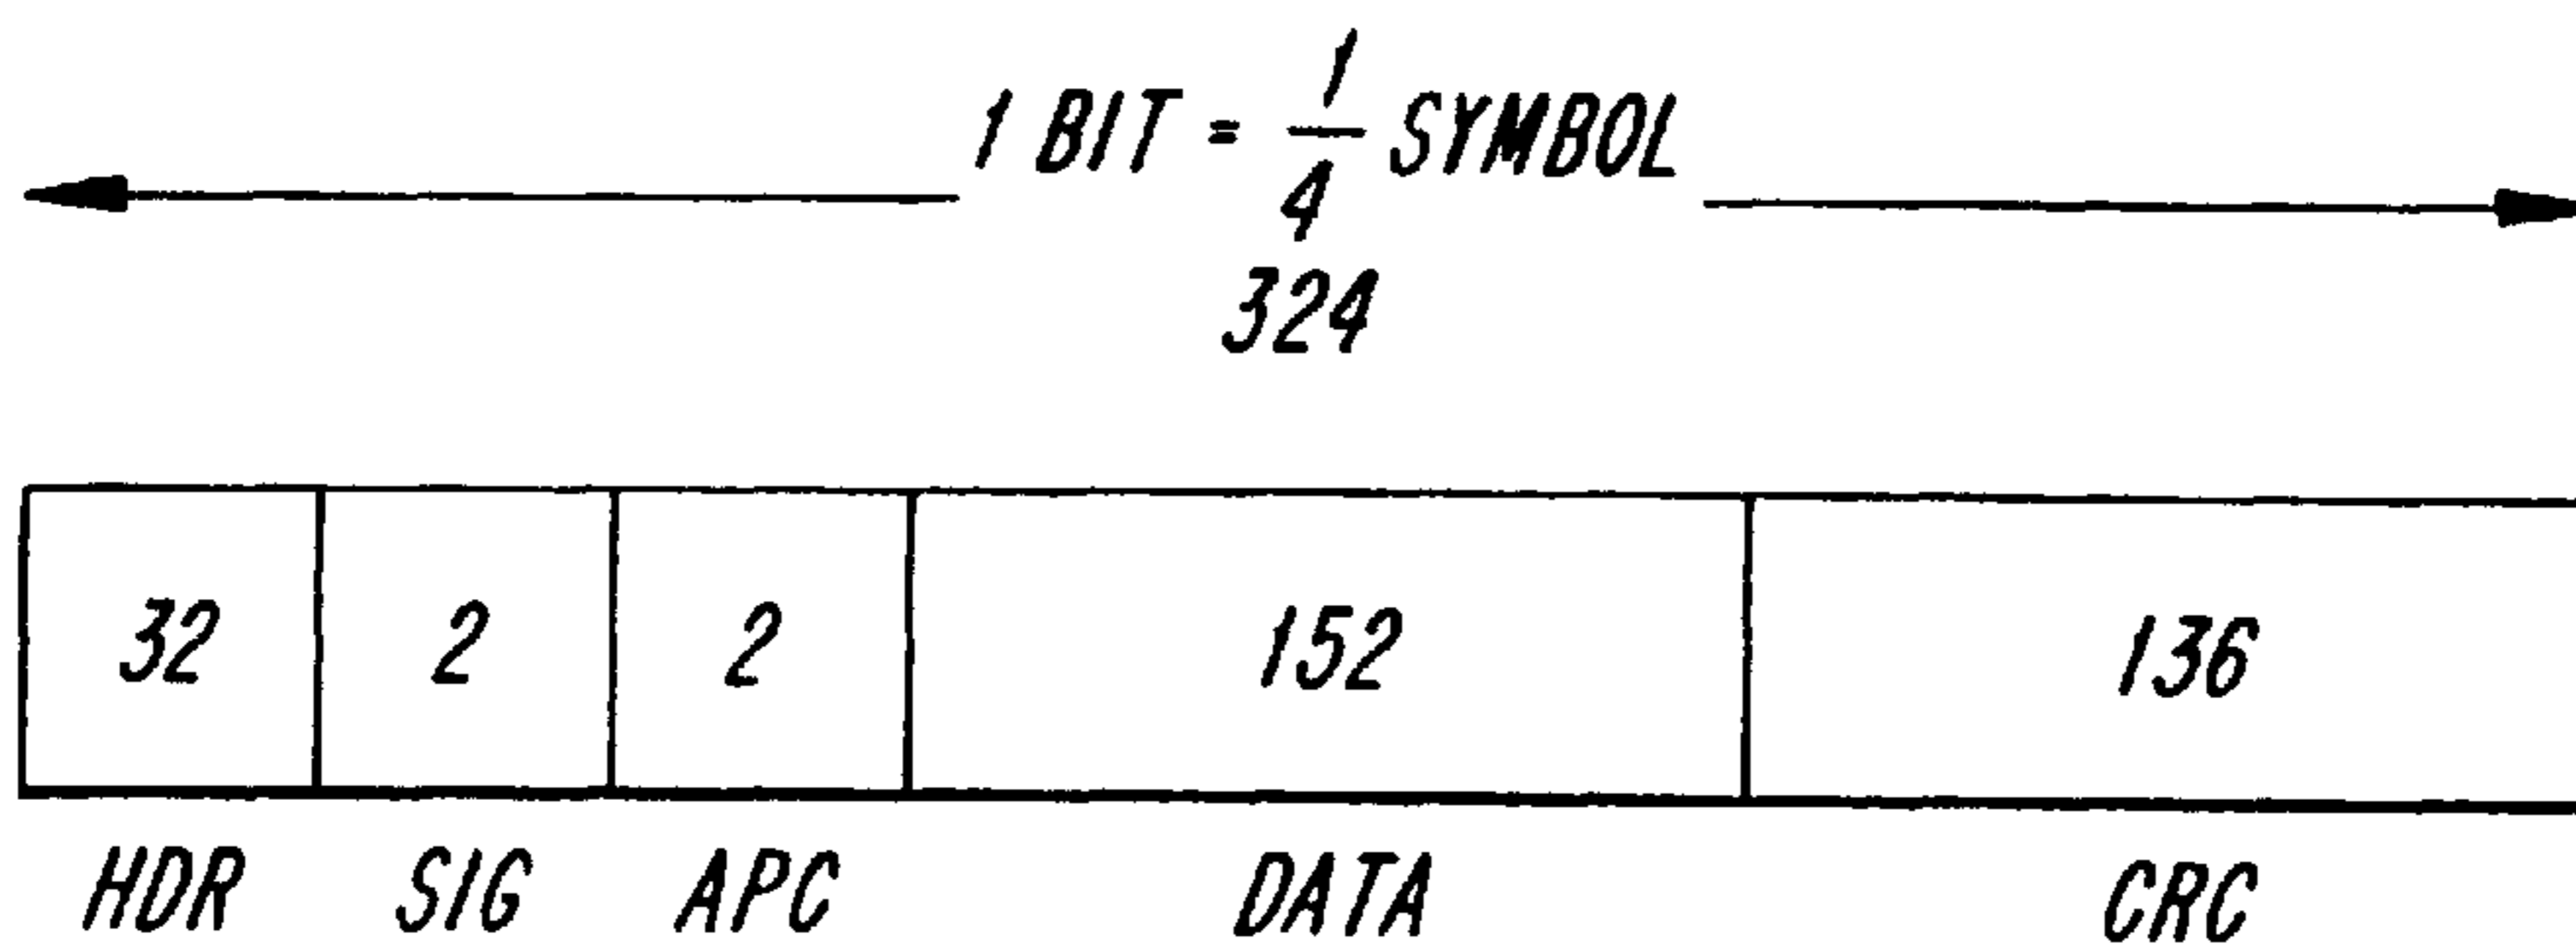 1 BIT = 1/4 SYMBOL
324
32 2 2 152 136
HDR SIG APC DATA CRC